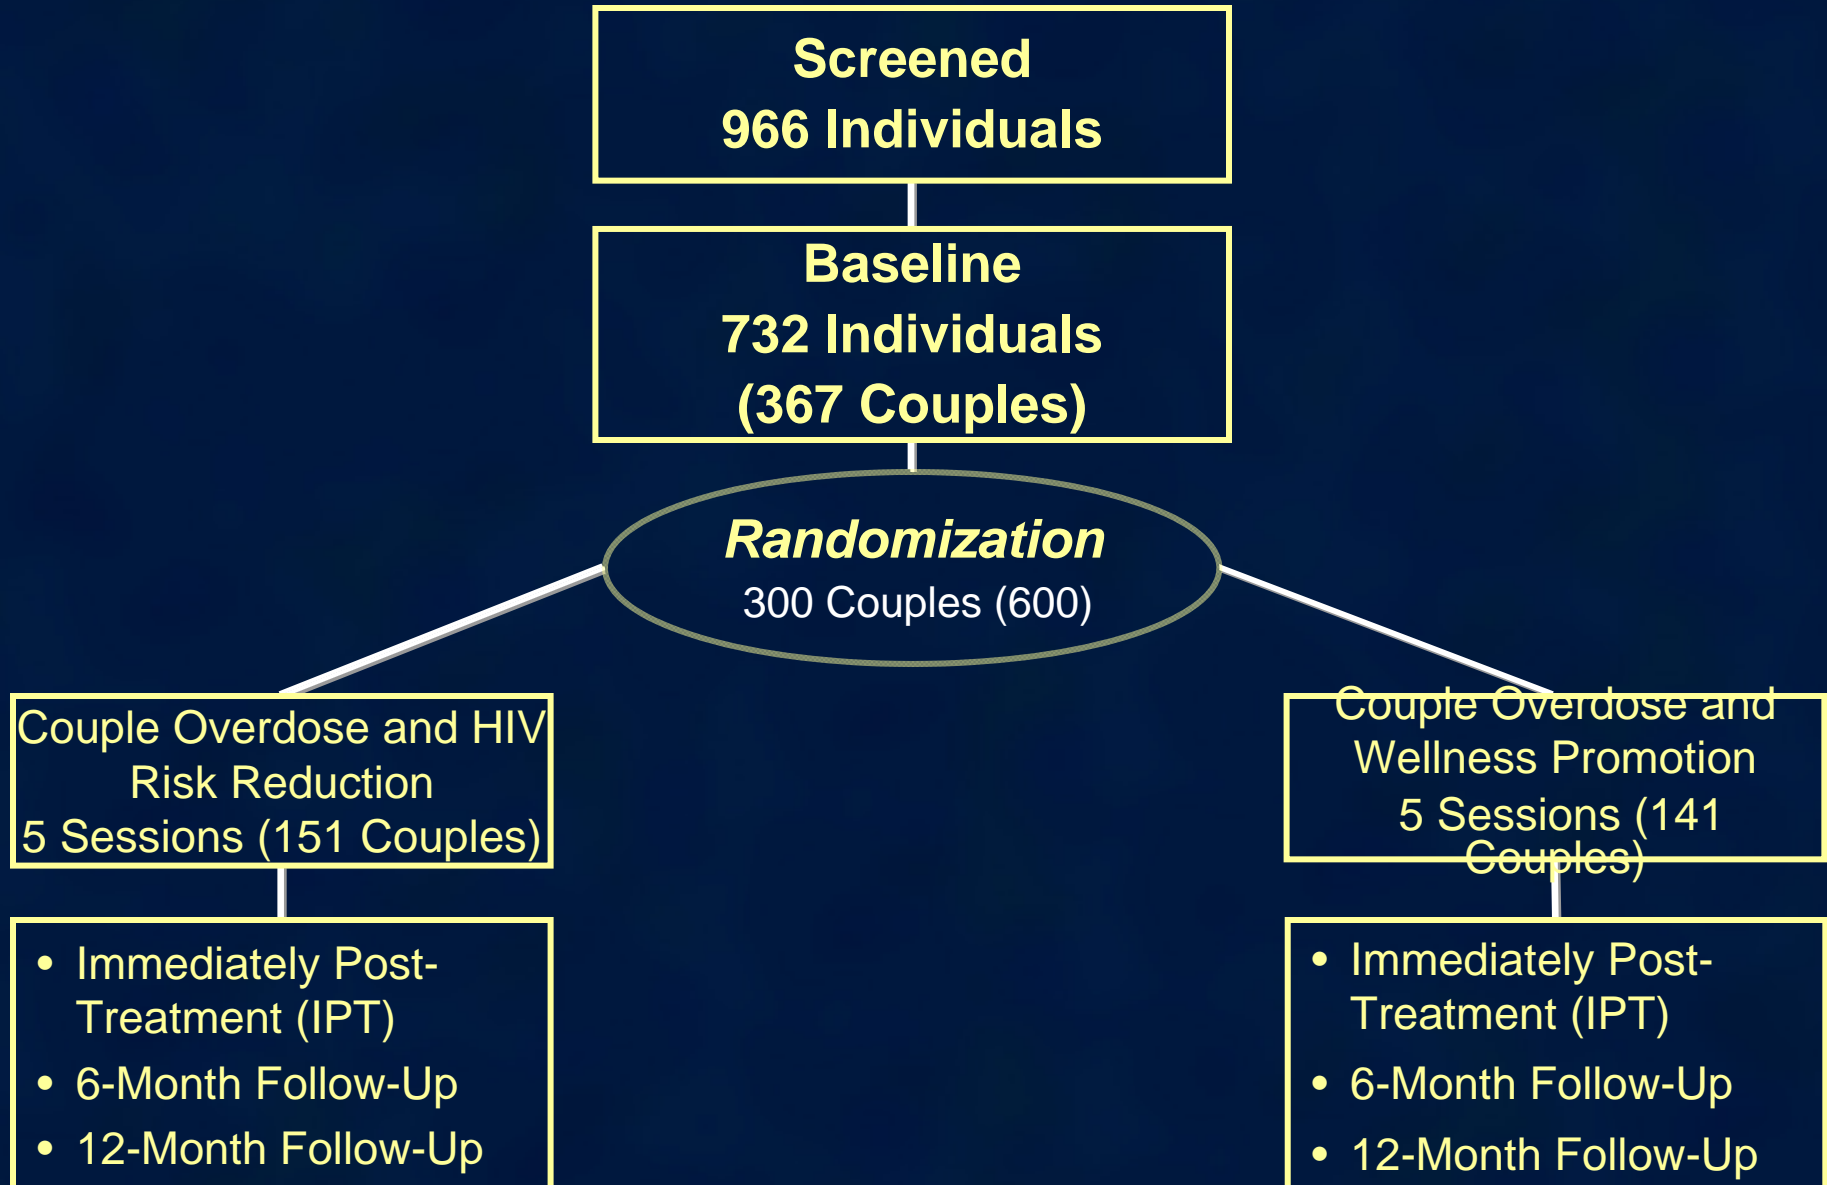 Screened
966 Individuals
Baseline
732 Individuals
(367 Couples)
Randomization
300 Couples (600)
Couple Overdose and HIV
Risk Reduction
5 Sessions (151 Couples)
Couple Overdose and
Wellness Promotion
5 Sessions (141
Couples)
• Immediately Post-
Treatment (IPT)
• 6-Month Follow-Up
• 12-Month Follow-Up
• Immediately Post-
Treatment (IPT)
• 6-Month Follow-Up
• 12-Month Follow-Up